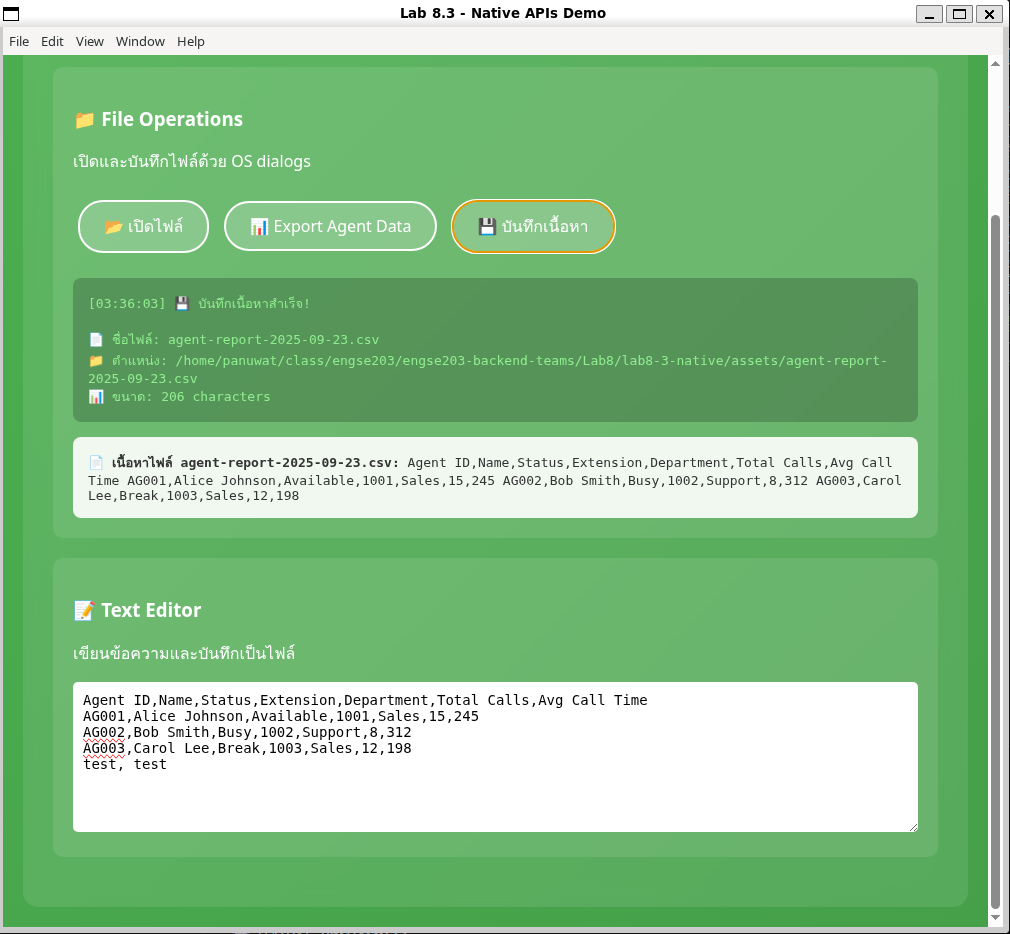 Lab 8.3 - Native APIs Demo
File Edit View Window Help
📁 File Operations
เปิดและบันทึกไฟล์ด้วย OS dialogs
📂 เปิดไฟล์
📊 Export Agent Data
💾 บันทึกเนื้อหา
[03:36:03] 💾 บันทึกเนื้อหาสำเร็จ!
📄 ชื่อไฟล์: agent-report-2025-09-23.csv
📁 ตำแหน่ง: /home/panuwat/class/engse203/engse203-backend-teams/Lab8/lab8-3-native/assets/agent-report-
2025-09-23.csv
📊 ขนาด: 206 characters
📄 เนื้อหาไฟล์ agent-report-2025-09-23.csv: Agent ID,Name,Status,Extension,Department,Total Calls,Avg Call
Time AG001,Alice Johnson,Available,1001,Sales,15,245 AG002,Bob Smith,Busy,1002,Support,8,312 AG003,Carol
Lee,Break,1003,Sales,12,198
📝 Text Editor
เขียนข้อความและบันทึกเป็นไฟล์
Agent ID,Name,Status,Extension,Department,Total Calls,Avg Call Time
AG001,Alice Johnson,Available,1001,Sales,15,245
AG002,Bob Smith,Busy,1002,Support,8,312
AG003,Carol Lee,Break,1003,Sales,12,198
test, test